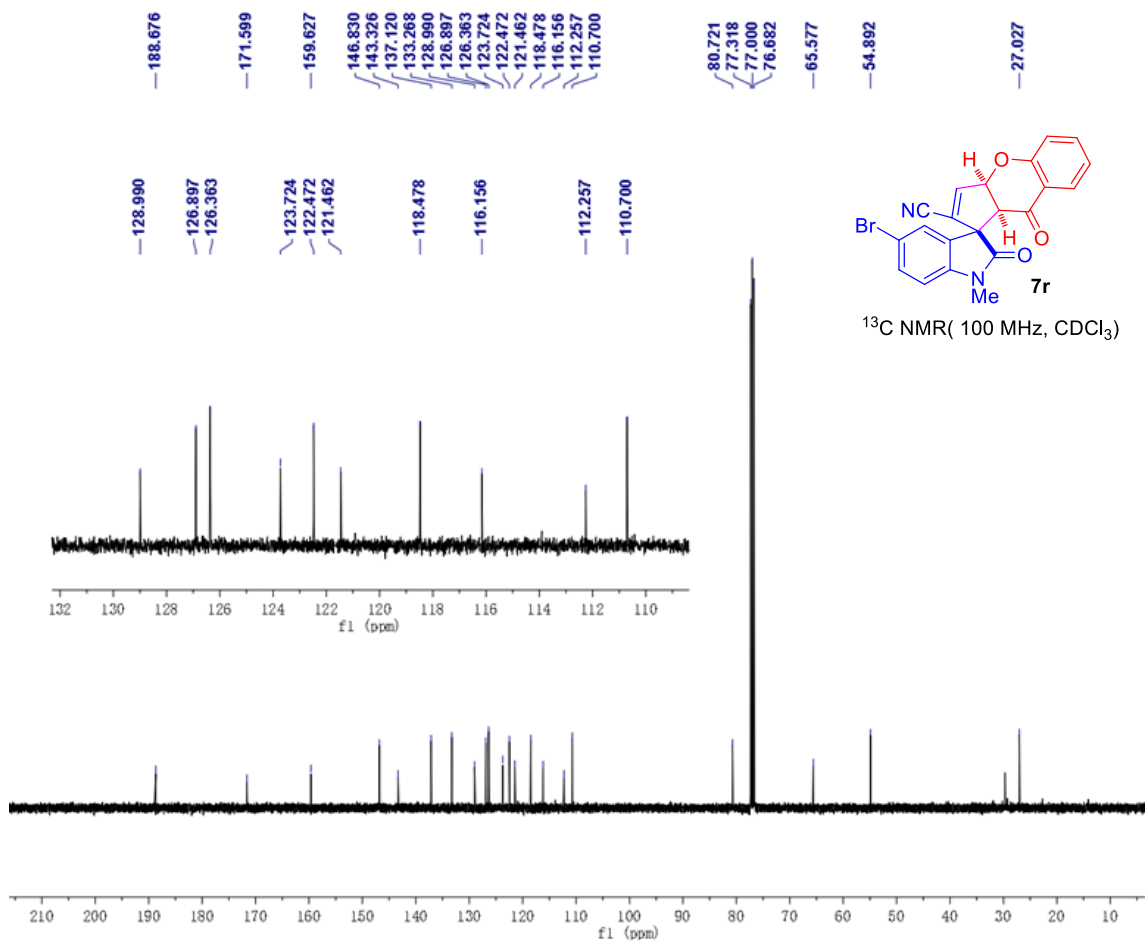 188.676
171.599
159.627
146.830
143.326
137.120
133.268
128.990
126.897
126.363
123.724
122.472
121.462
118.478
116.156
112.257
110.700
80.721
77.318
77.000
76.682
65.577
54.892
27.027
128.990
126.897
126.363
123.724
122.472
121.462
118.478
116.156
112.257
110.700
H
O
NC
Br
H
O
O
N
Me
7r
¹³C NMR( 100 MHz, CDCl₃)
132 130 128 126 124 122 120 118 116 114 112 110
f1 (ppm)
210 200 190 180 170 160 150 140 130 120 110 100 90 80 70 60 50 40 30 20 10
f1 (ppm)